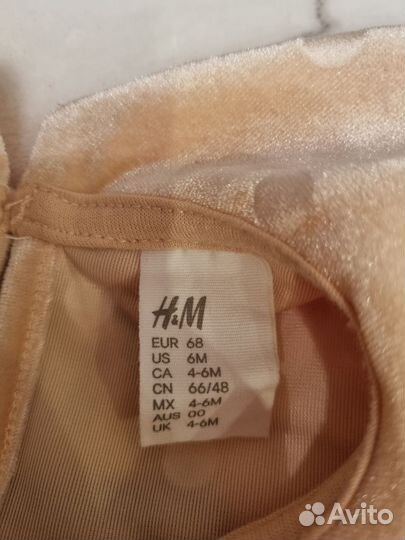 H&M
EUR 68
US 6M
CA 4-6M
CN 66/48
MX 4-6M
AUS 00
UK 4-6M
Avito